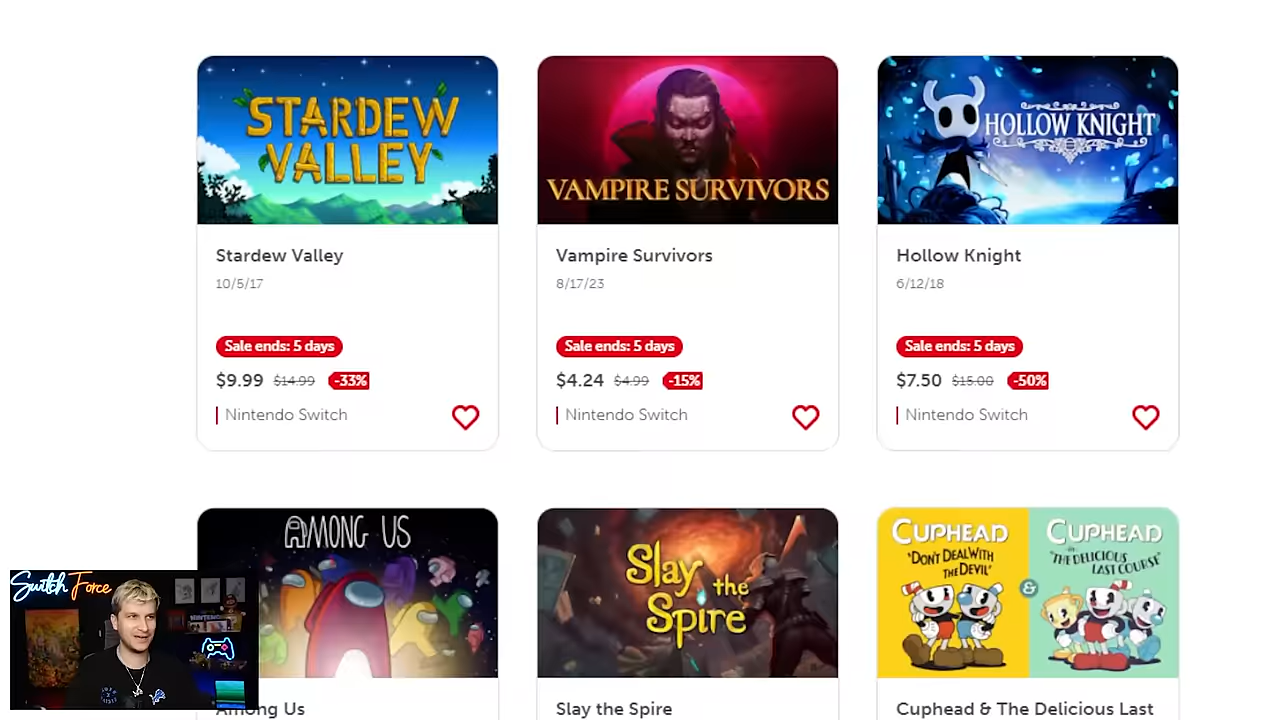 STARDEW
VALLEY
VAMPIRE SURVIVORS
HOLLOW KNIGHT
Stardew Valley
Vampire Survivors
Hollow Knight
10/5/17
8/17/23
6/12/18
Sale ends: 5 days
Sale ends: 5 days
Sale ends: 5 days
$9.99 $14.99 -33%
$4.24 $4.99 -15%
$7.50 $15.00 -50%
Nintendo Switch
Nintendo Switch
Nintendo Switch
AMONG US
Slay the
Spire
CUPHEAD
"DON'T DEAL WITH
THE DEVIL"
&
CUPHEAD
in
"THE DELICIOUS
LAST COURSE"
Switch Force
NINTENDO
Among Us
Slay the Spire
Cuphead & The Delicious Last